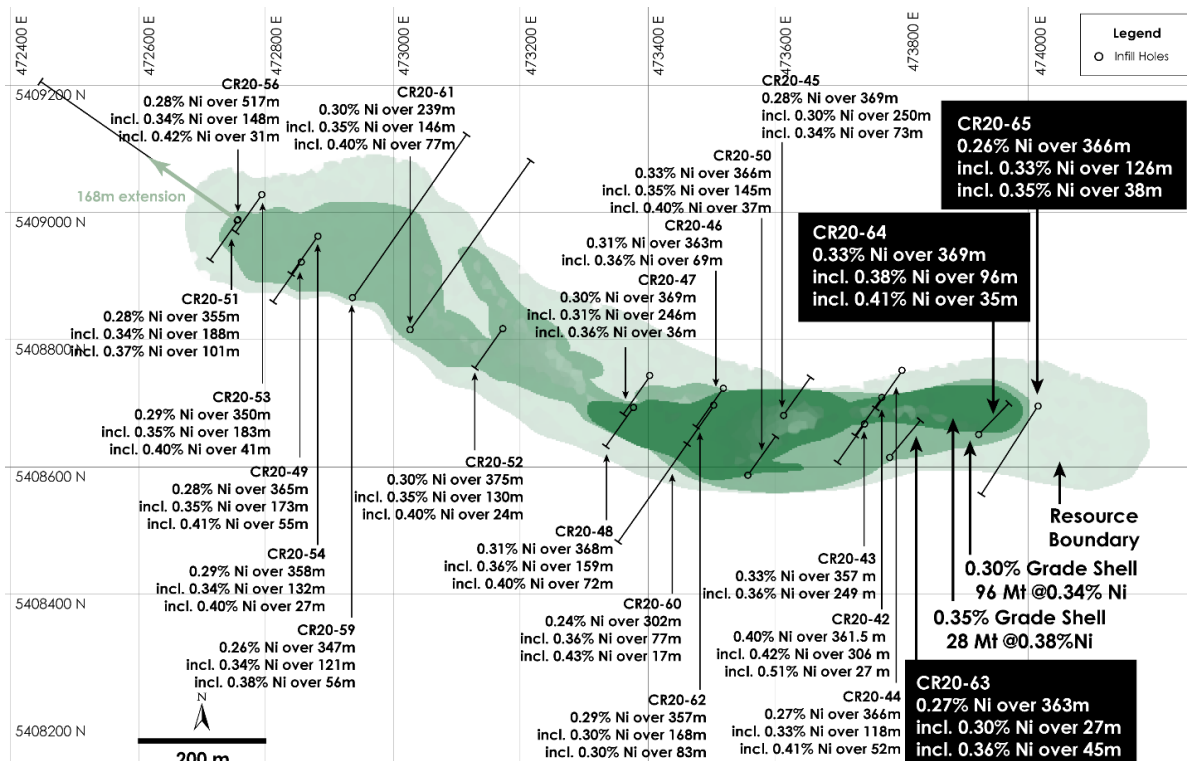 472400 E
472600 E
472800 E
473000 E
473200 E
473400 E
473600 E
473800 E
474000 E
Legend
Infill Holes
5409200 N
5409000 N
5408800 N
5408600 N
5408400 N
5408200 N
CR20-56
0.28% Ni over 517m
incl. 0.34% Ni over 148m
incl. 0.42% Ni over 31m
CR20-61
0.30% Ni over 239m
incl. 0.35% Ni over 146m
incl. 0.40% Ni over 77m
CR20-45
0.28% Ni over 369m
incl. 0.30% Ni over 250m
incl. 0.34% Ni over 73m
CR20-65
0.26% Ni over 366m
incl. 0.33% Ni over 126m
incl. 0.35% Ni over 38m
CR20-50
0.33% Ni over 366m
incl. 0.35% Ni over 145m
incl. 0.40% Ni over 37m
168m extension
CR20-46
0.31% Ni over 363m
incl. 0.36% Ni over 69m
CR20-64
0.33% Ni over 369m
incl. 0.38% Ni over 96m
incl. 0.41% Ni over 35m
CR20-47
0.30% Ni over 369m
incl. 0.31% Ni over 246m
incl. 0.36% Ni over 36m
CR20-51
0.28% Ni over 355m
incl. 0.34% Ni over 188m
incl. 0.37% Ni over 101m
CR20-53
0.29% Ni over 350m
incl. 0.35% Ni over 183m
incl. 0.40% Ni over 41m
CR20-49
0.28% Ni over 365m
incl. 0.35% Ni over 173m
incl. 0.41% Ni over 55m
CR20-52
0.30% Ni over 375m
incl. 0.35% Ni over 130m
incl. 0.40% Ni over 24m
CR20-48
0.31% Ni over 368m
incl. 0.36% Ni over 159m
incl. 0.40% Ni over 72m
Resource
Boundary
0.30% Grade Shell
96 Mt @0.34% Ni
0.35% Grade Shell
28 Mt @0.38%Ni
CR20-54
0.29% Ni over 358m
incl. 0.34% Ni over 132m
incl. 0.40% Ni over 27m
CR20-43
0.33% Ni over 357 m
incl. 0.36% Ni over 249 m
CR20-60
0.24% Ni over 302m
incl. 0.36% Ni over 77m
incl. 0.43% Ni over 17m
CR20-42
0.40% Ni over 361.5 m
incl. 0.42% Ni over 306 m
incl. 0.51% Ni over 27 m
CR20-59
0.26% Ni over 347m
incl. 0.34% Ni over 121m
incl. 0.38% Ni over 56m
CR20-63
0.27% Ni over 363m
incl. 0.30% Ni over 27m
incl. 0.36% Ni over 45m
CR20-62
0.29% Ni over 357m
incl. 0.30% Ni over 168m
incl. 0.30% Ni over 83m
CR20-44
0.27% Ni over 366m
incl. 0.33% Ni over 118m
incl. 0.41% Ni over 52m
N
200 m